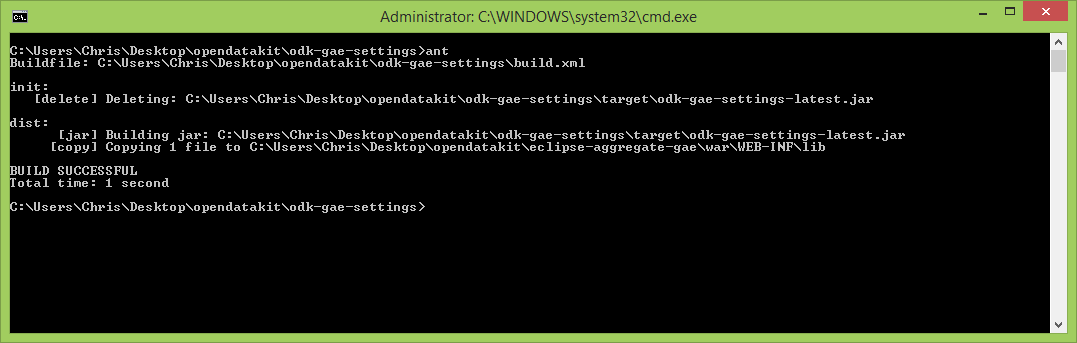 Administrator: C:\WINDOWS\system32\cmd.exe
C:\Users\Chris\Desktop\opendatakit\odk-gae-settings>ant
Buildfile: C:\Users\Chris\Desktop\opendatakit\odk-gae-settings\build.xml
init:
[delete] Deleting: C:\Users\Chris\Desktop\opendatakit\odk-gae-settings\target\odk-gae-settings-latest.jar
dist:
[jar] Building jar: C:\Users\Chris\Desktop\opendatakit\odk-gae-settings\target\odk-gae-settings-latest.jar
[copy] Copying 1 file to C:\Users\Chris\Desktop\opendatakit\eclipse-aggregate-gae\war\WEB-INF\lib
BUILD SUCCESSFUL
Total time: 1 second
C:\Users\Chris\Desktop\opendatakit\odk-gae-settings>